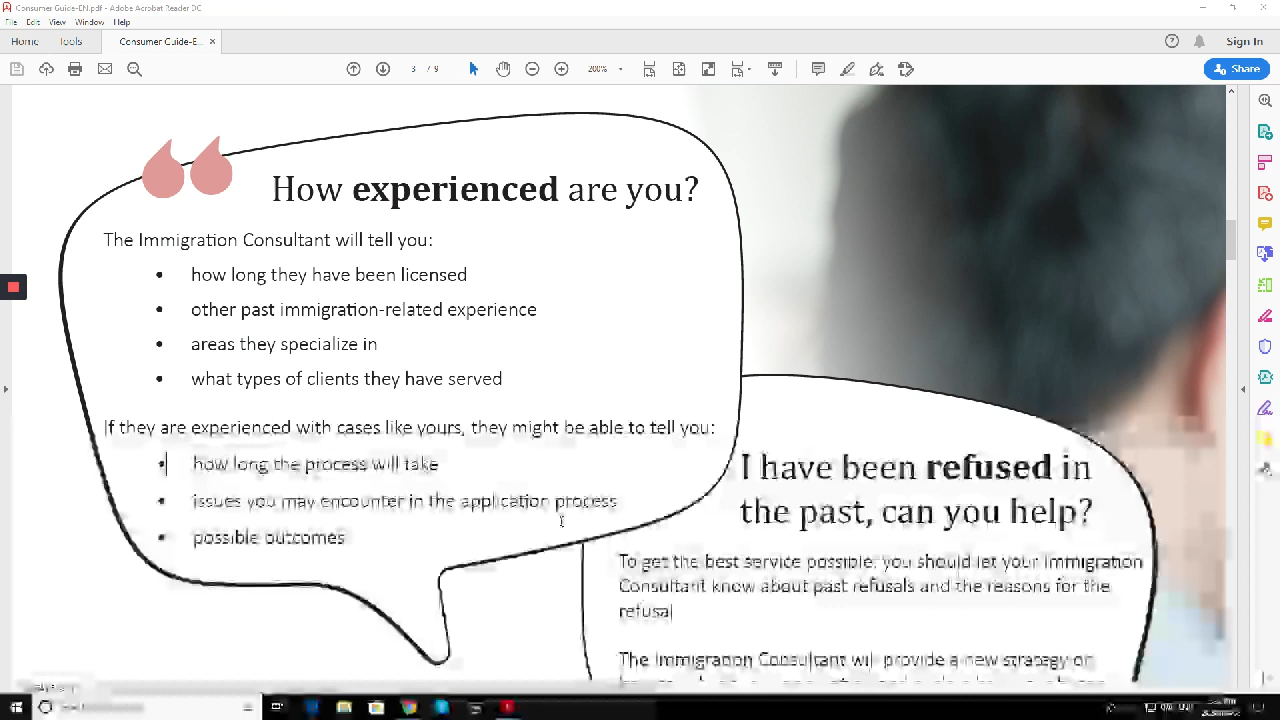 Consumer Guide-EN.pdf - Adobe Acrobat Reader DC
File Edit View Window Help
Home Tools Consumer Guide-E... × Sign In
3 / 9 200% Share
How experienced are you?
The Immigration Consultant will tell you:
• how long they have been licensed
• other past immigration-related experience
• areas they specialize in
• what types of clients they have served
If they are experienced with cases like yours, they might be able to tell you:
• how long the process will take
• issues you may encounter in the application process
• possible outcomes
I have been refused in
the past, can you help?
To get the best service possible, you should let your Immigration
Consultant know about past refusals and the reasons for the
refusal
The Immigration Consultant will provide a new strategy or